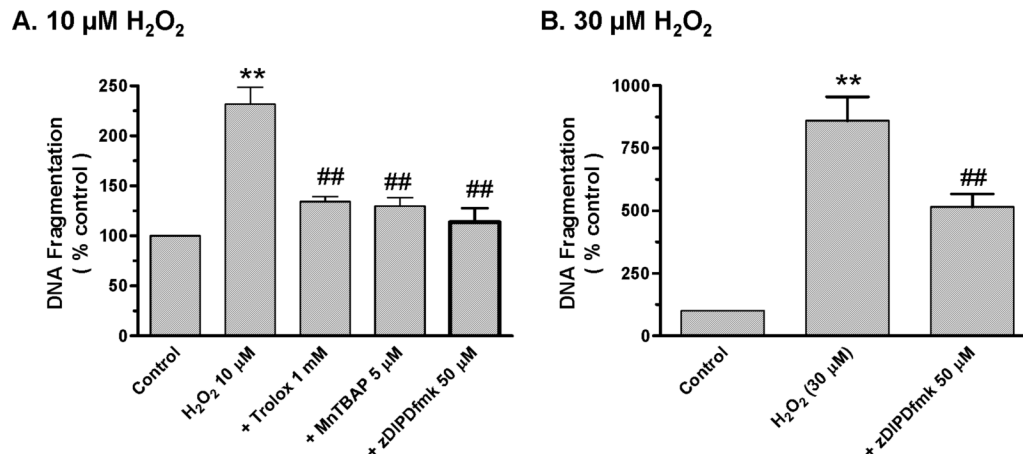 A. 10 µM H₂O₂
DNA Fragmentation
( % control )
250
200
150
100
50
0
**
##
##
##
Control
H₂O₂ 10 µM
+ Trolox 1 mM
+ MnTBAP 5 µM
+ zDIPDfmk 50 µM
B. 30 µM H₂O₂
DNA Fragmentation
( % control )
1000
750
500
250
0
**
##
Control
H₂O₂ (30 µM)
+ zDIPDfmk 50 µM